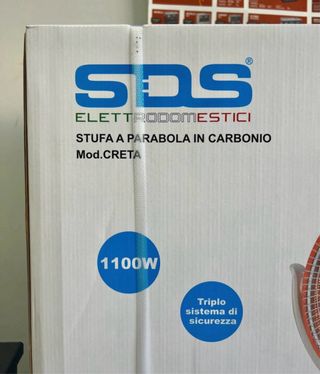 SDS®
ELETTRODOMESTICI
STUFA A PARABOLA IN CARBONIO
Mod.CRETA
1100W
Triplo
sistema di
sicurezza